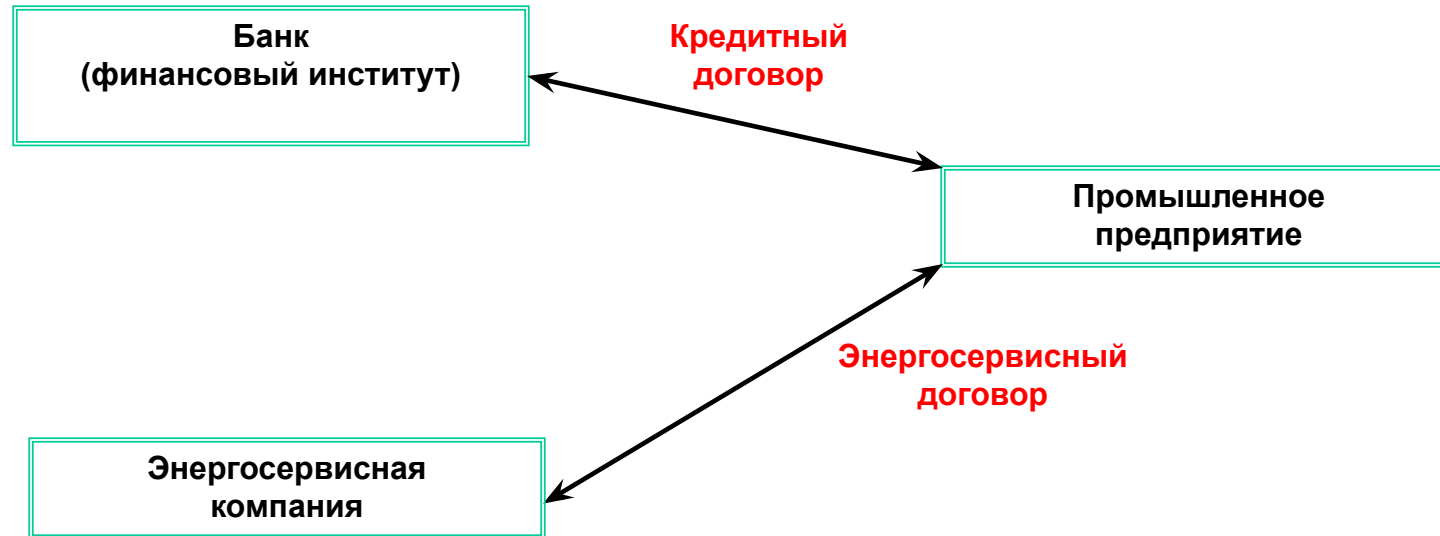 Банк
(финансовый институт)
Кредитный
договор
Промышленное
предприятие
Энергосервисный
договор
Энергосервисная
компания